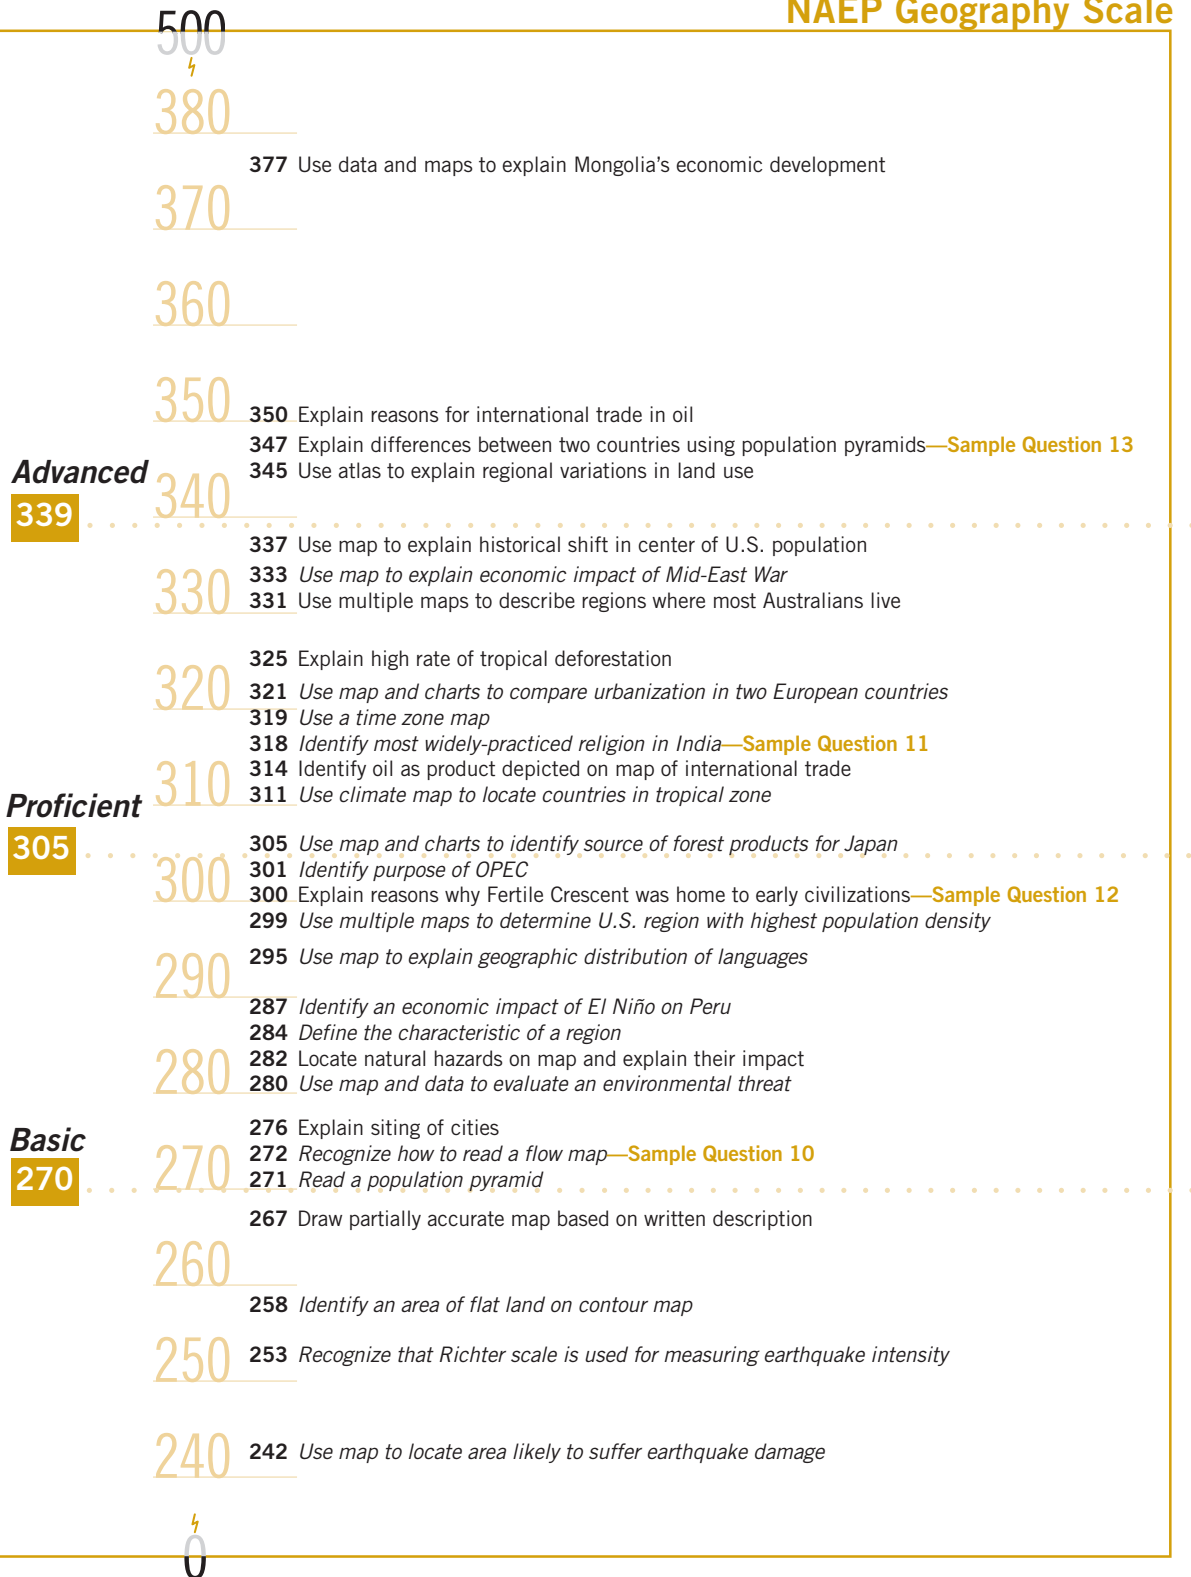 NAEP Geography Scale
500
380
377 Use data and maps to explain Mongolia's economic development
370
360
350
350 Explain reasons for international trade in oil
347 Explain differences between two countries using population pyramids—Sample Question 13
Advanced
345 Use atlas to explain regional variations in land use
340
339
337 Use map to explain historical shift in center of U.S. population
333 Use map to explain economic impact of Mid-East War
330
331 Use multiple maps to describe regions where most Australians live
325 Explain high rate of tropical deforestation
320
321 Use map and charts to compare urbanization in two European countries
319 Use a time zone map
318 Identify most widely-practiced religion in India—Sample Question 11
310
314 Identify oil as product depicted on map of international trade
311 Use climate map to locate countries in tropical zone
Proficient
305
305 Use map and charts to identify source of forest products for Japan
301 Identify purpose of OPEC
300
300 Explain reasons why Fertile Crescent was home to early civilizations—Sample Question 12
299 Use multiple maps to determine U.S. region with highest population density
295 Use map to explain geographic distribution of languages
290
287 Identify an economic impact of El Niño on Peru
284 Define the characteristic of a region
282 Locate natural hazards on map and explain their impact
280
280 Use map and data to evaluate an environmental threat
276 Explain siting of cities
Basic
272 Recognize how to read a flow map—Sample Question 10
270
270
271 Read a population pyramid
267 Draw partially accurate map based on written description
260
258 Identify an area of flat land on contour map
250
253 Recognize that Richter scale is used for measuring earthquake intensity
240
242 Use map to locate area likely to suffer earthquake damage
0